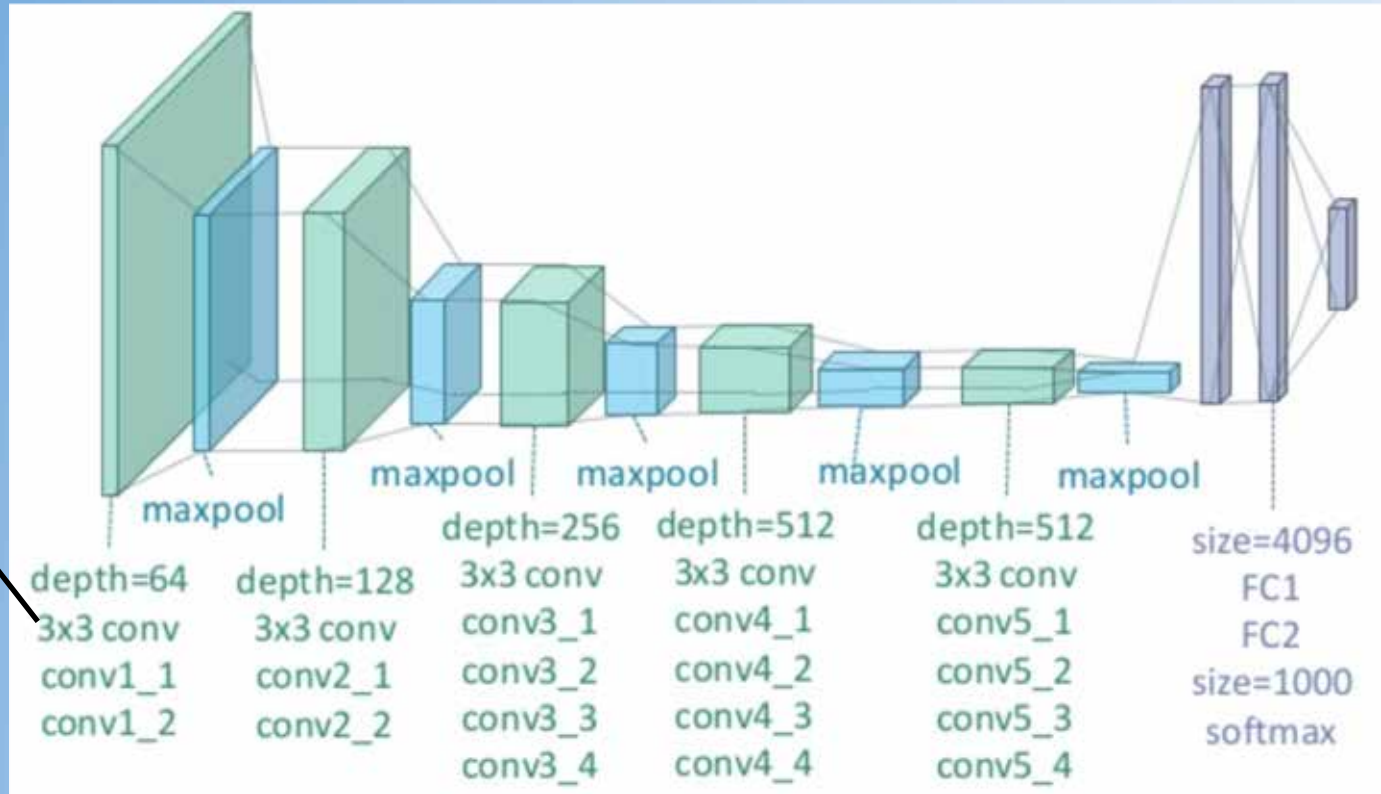 maxpool
maxpool
maxpool
maxpool
maxpool
depth=64
3x3 conv
conv1_1
conv1_2
depth=128
3x3 conv
conv2_1
conv2_2
depth=256
3x3 conv
conv3_1
conv3_2
conv3_3
conv3_4
depth=512
3x3 conv
conv4_1
conv4_2
conv4_3
conv4_4
depth=512
3x3 conv
conv5_1
conv5_2
conv5_3
conv5_4
size=4096
FC1
FC2
size=1000
softmax